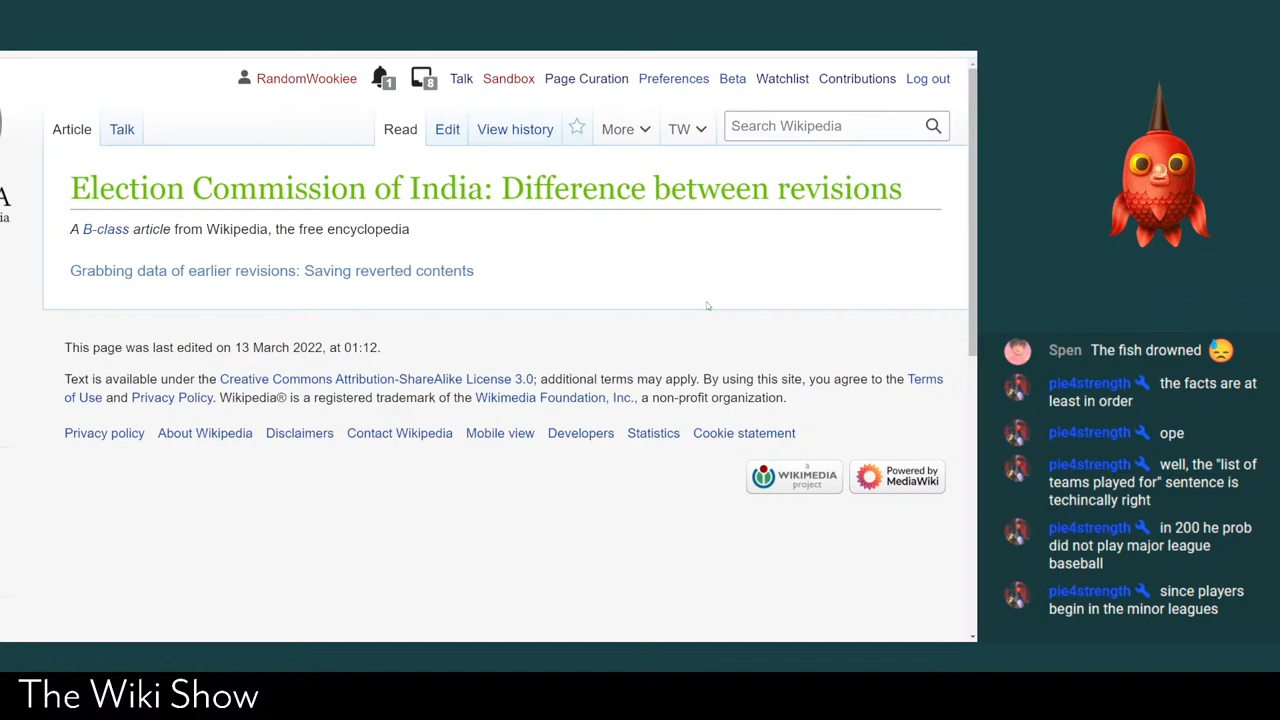 RandomWookiee 1 8 Talk Sandbox Page Curation Preferences Beta Watchlist Contributions Log out
Article Talk Read Edit View history More TW Search Wikipedia
A
ia
Election Commission of India: Difference between revisions
A B-class article from Wikipedia, the free encyclopedia
Grabbing data of earlier revisions: Saving reverted contents
This page was last edited on 13 March 2022, at 01:12.
Text is available under the Creative Commons Attribution-ShareAlike License 3.0; additional terms may apply. By using this site, you agree to the Terms
of Use and Privacy Policy. Wikipedia® is a registered trademark of the Wikimedia Foundation, Inc., a non-profit organization.
Privacy policy About Wikipedia Disclaimers Contact Wikipedia Mobile view Developers Statistics Cookie statement
a
WIKIMEDIA
project
Powered by
MediaWiki
Spen The fish drowned 😓
pie4strength the facts are at
least in order
pie4strength ope
pie4strength well, the "list of
teams played for" sentence is
techincally right
pie4strength in 200 he prob
did not play major league
baseball
pie4strength since players
begin in the minor leagues
The Wiki Show